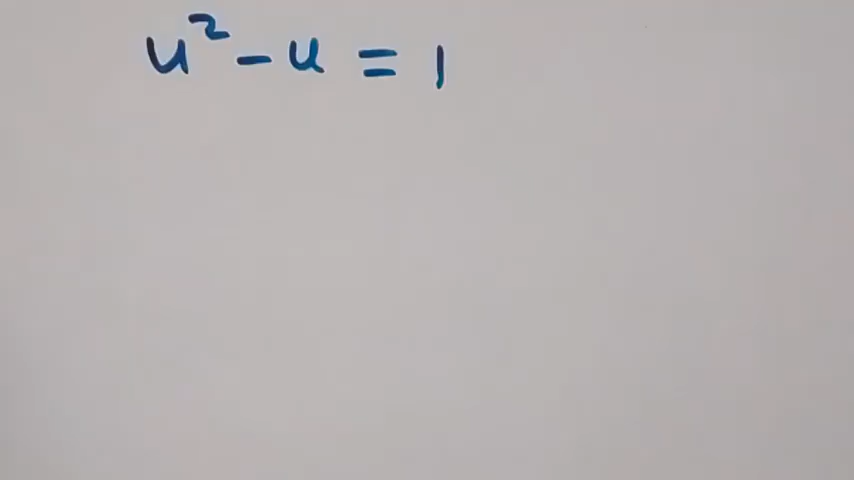 u² - u = 1